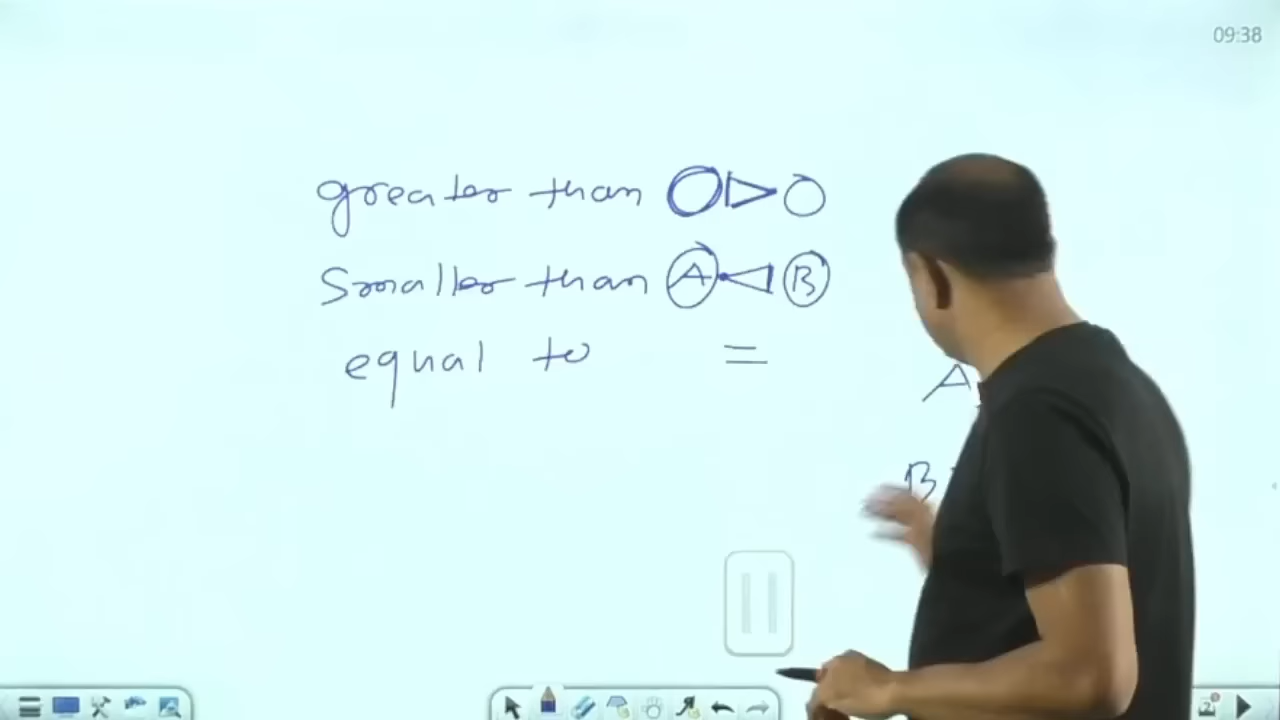 09:38
greater than ○ > ○
Smaller than A < B
equal to =
A
B